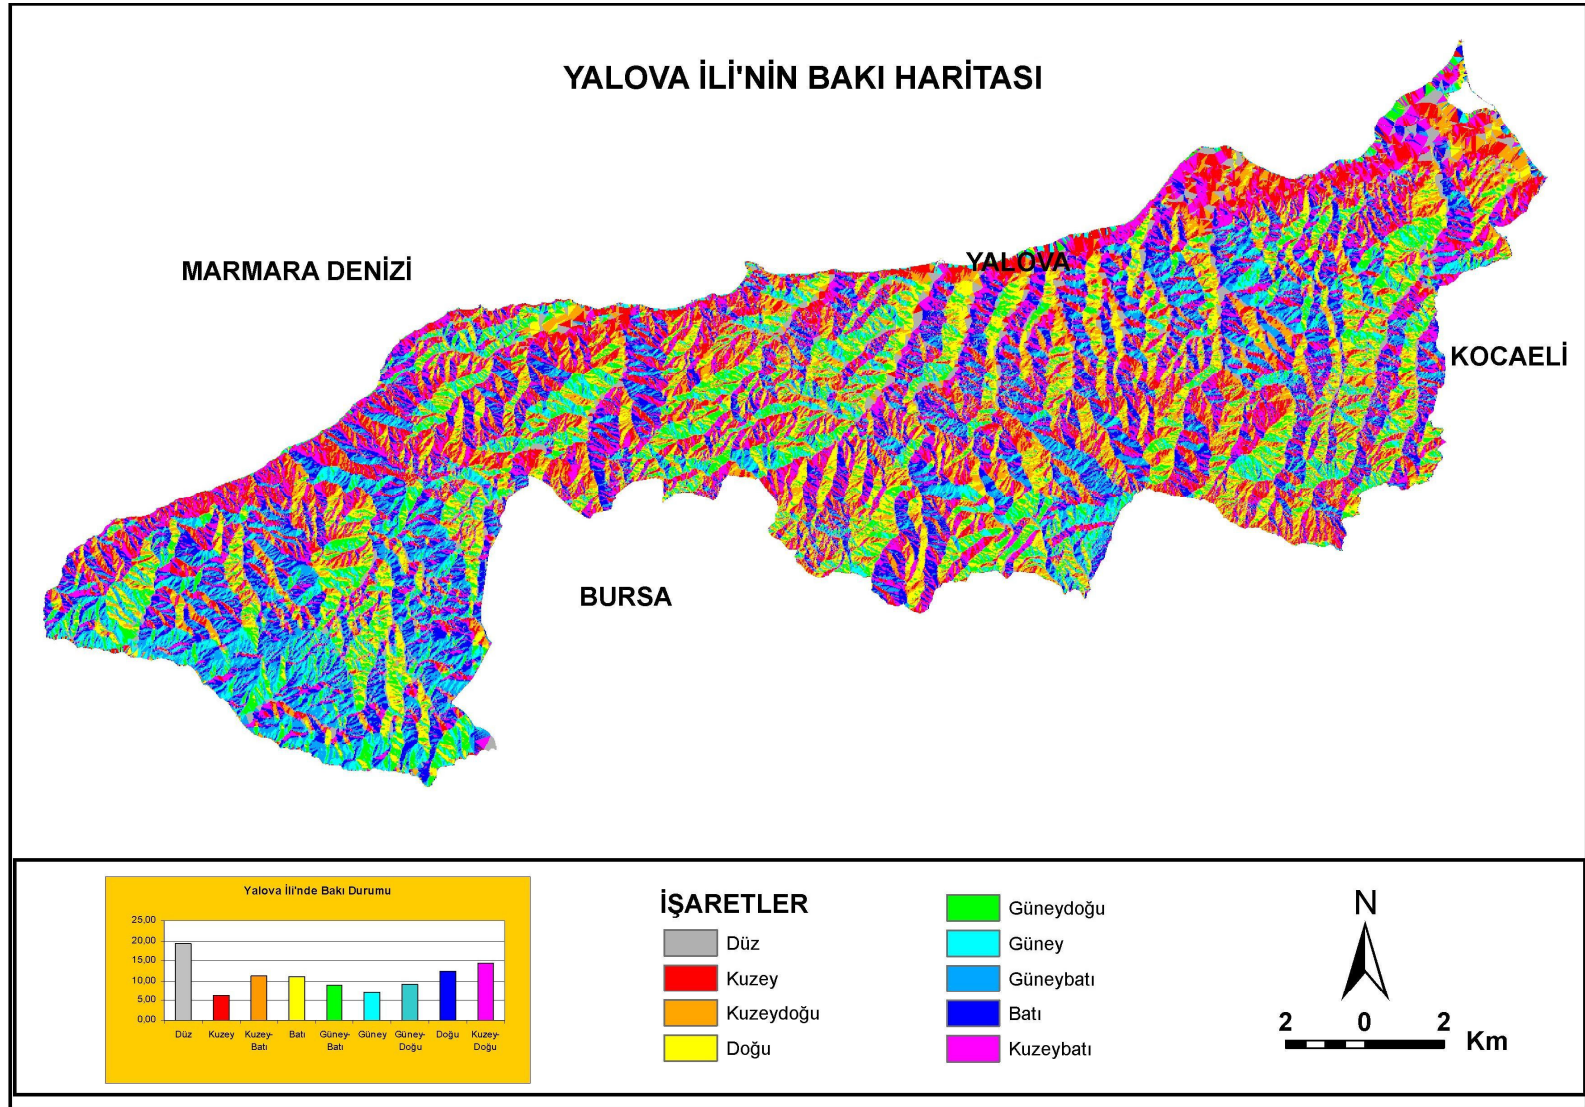 YALOVA İLİ'NİN BAKI HARİTASI
MARMARA DENİZİ
YALOVA
KOCAELİ
BURSA
Yalova İli'nde Bakı Durumu
25,00
20,00
15,00
10,00
5,00
0,00
Düz Kuzey Kuzey-Batı Batı Güney-Batı Güney Güney-Doğu Doğu Kuzey-Doğu
İŞARETLER
Düz
Kuzey
Kuzeydoğu
Doğu
Güneydoğu
Güney
Güneybatı
Batı
Kuzeybatı
N
2 0 2 Km